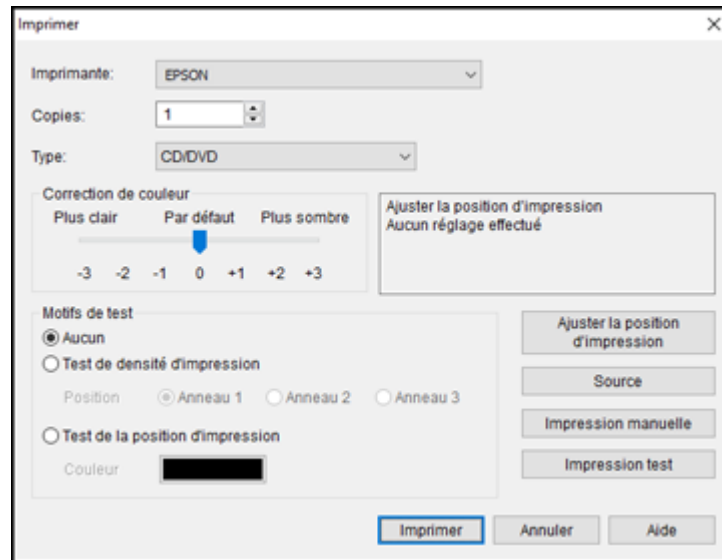 Imprimer
Imprimante: EPSON
Copies: 1
Type: CD/DVD
Correction de couleur
Plus clair Par défaut Plus sombre
-3 -2 -1 0 +1 +2 +3
Ajuster la position d'impression
Aucun réglage effectué
Motifs de test
Aucun
Test de densité d'impression
Position Anneau 1 Anneau 2 Anneau 3
Test de la position d'impression
Couleur
Ajuster la position
d'impression
Source
Impression manuelle
Impression test
Imprimer Annuler Aide